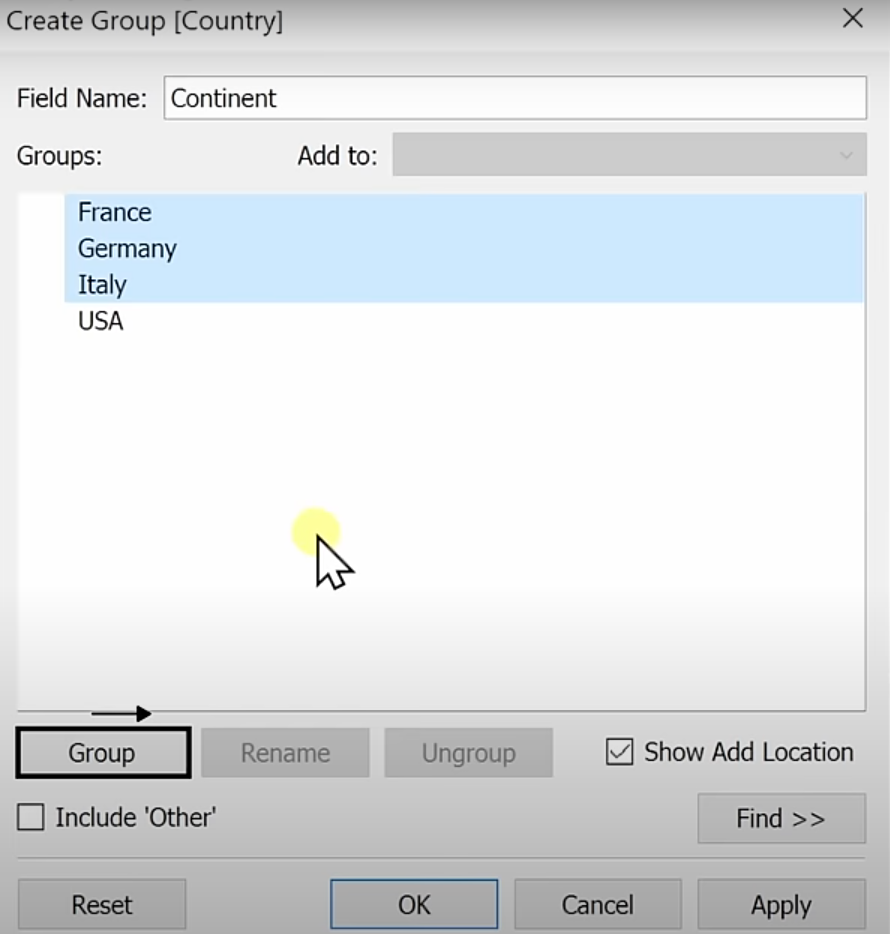 Create Group [Country]
Field Name: Continent
Groups: Add to:
France
Germany
Italy
USA
Group Rename Ungroup Show Add Location
Include 'Other' Find >>
Reset OK Cancel Apply